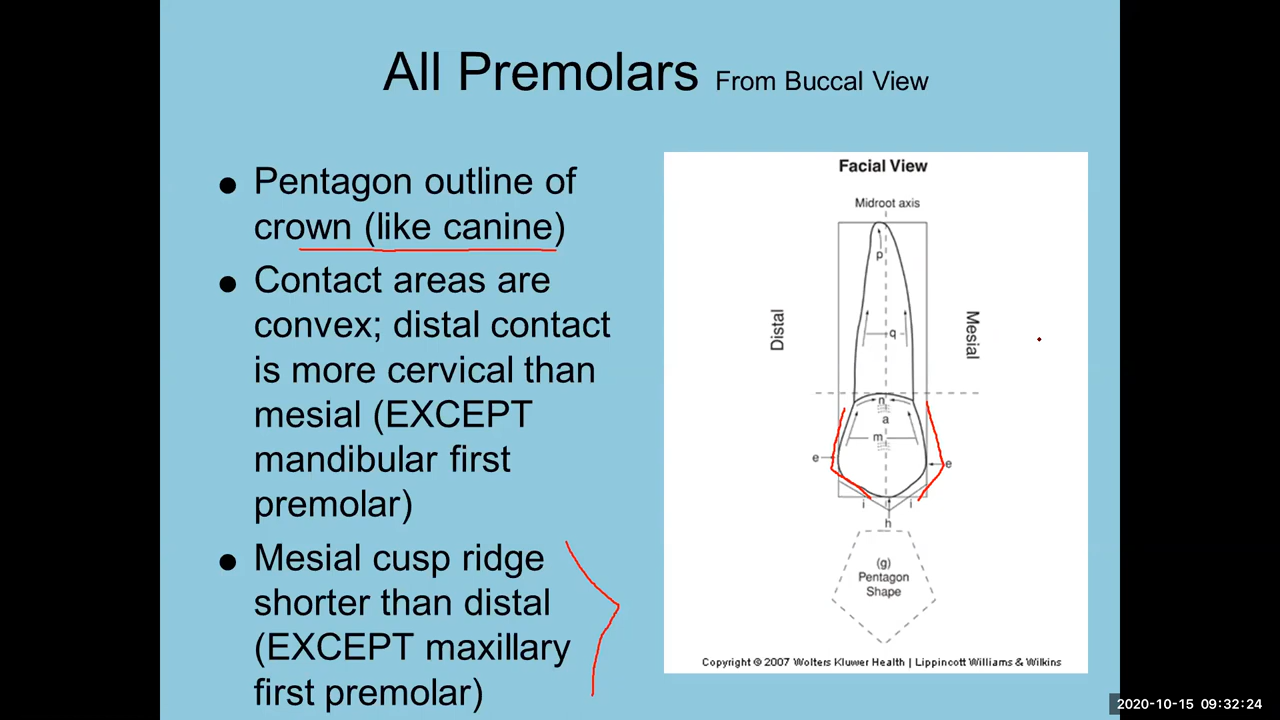 All Premolars From Buccal View
● Pentagon outline of
crown (like canine)
● Contact areas are
convex; distal contact
is more cervical than
mesial (EXCEPT
mandibular first
premolar)
● Mesial cusp ridge
shorter than distal
(EXCEPT maxillary
first premolar)
Facial View
Midroot axis
p
Distal
Mesial
q
n
a
m
e
e
i
i
h
(g)
Pentagon
Shape
Copyright © 2007 Wolters Kluwer Health | Lippincott Williams & Wilkins
2020-10-15 09:32:24